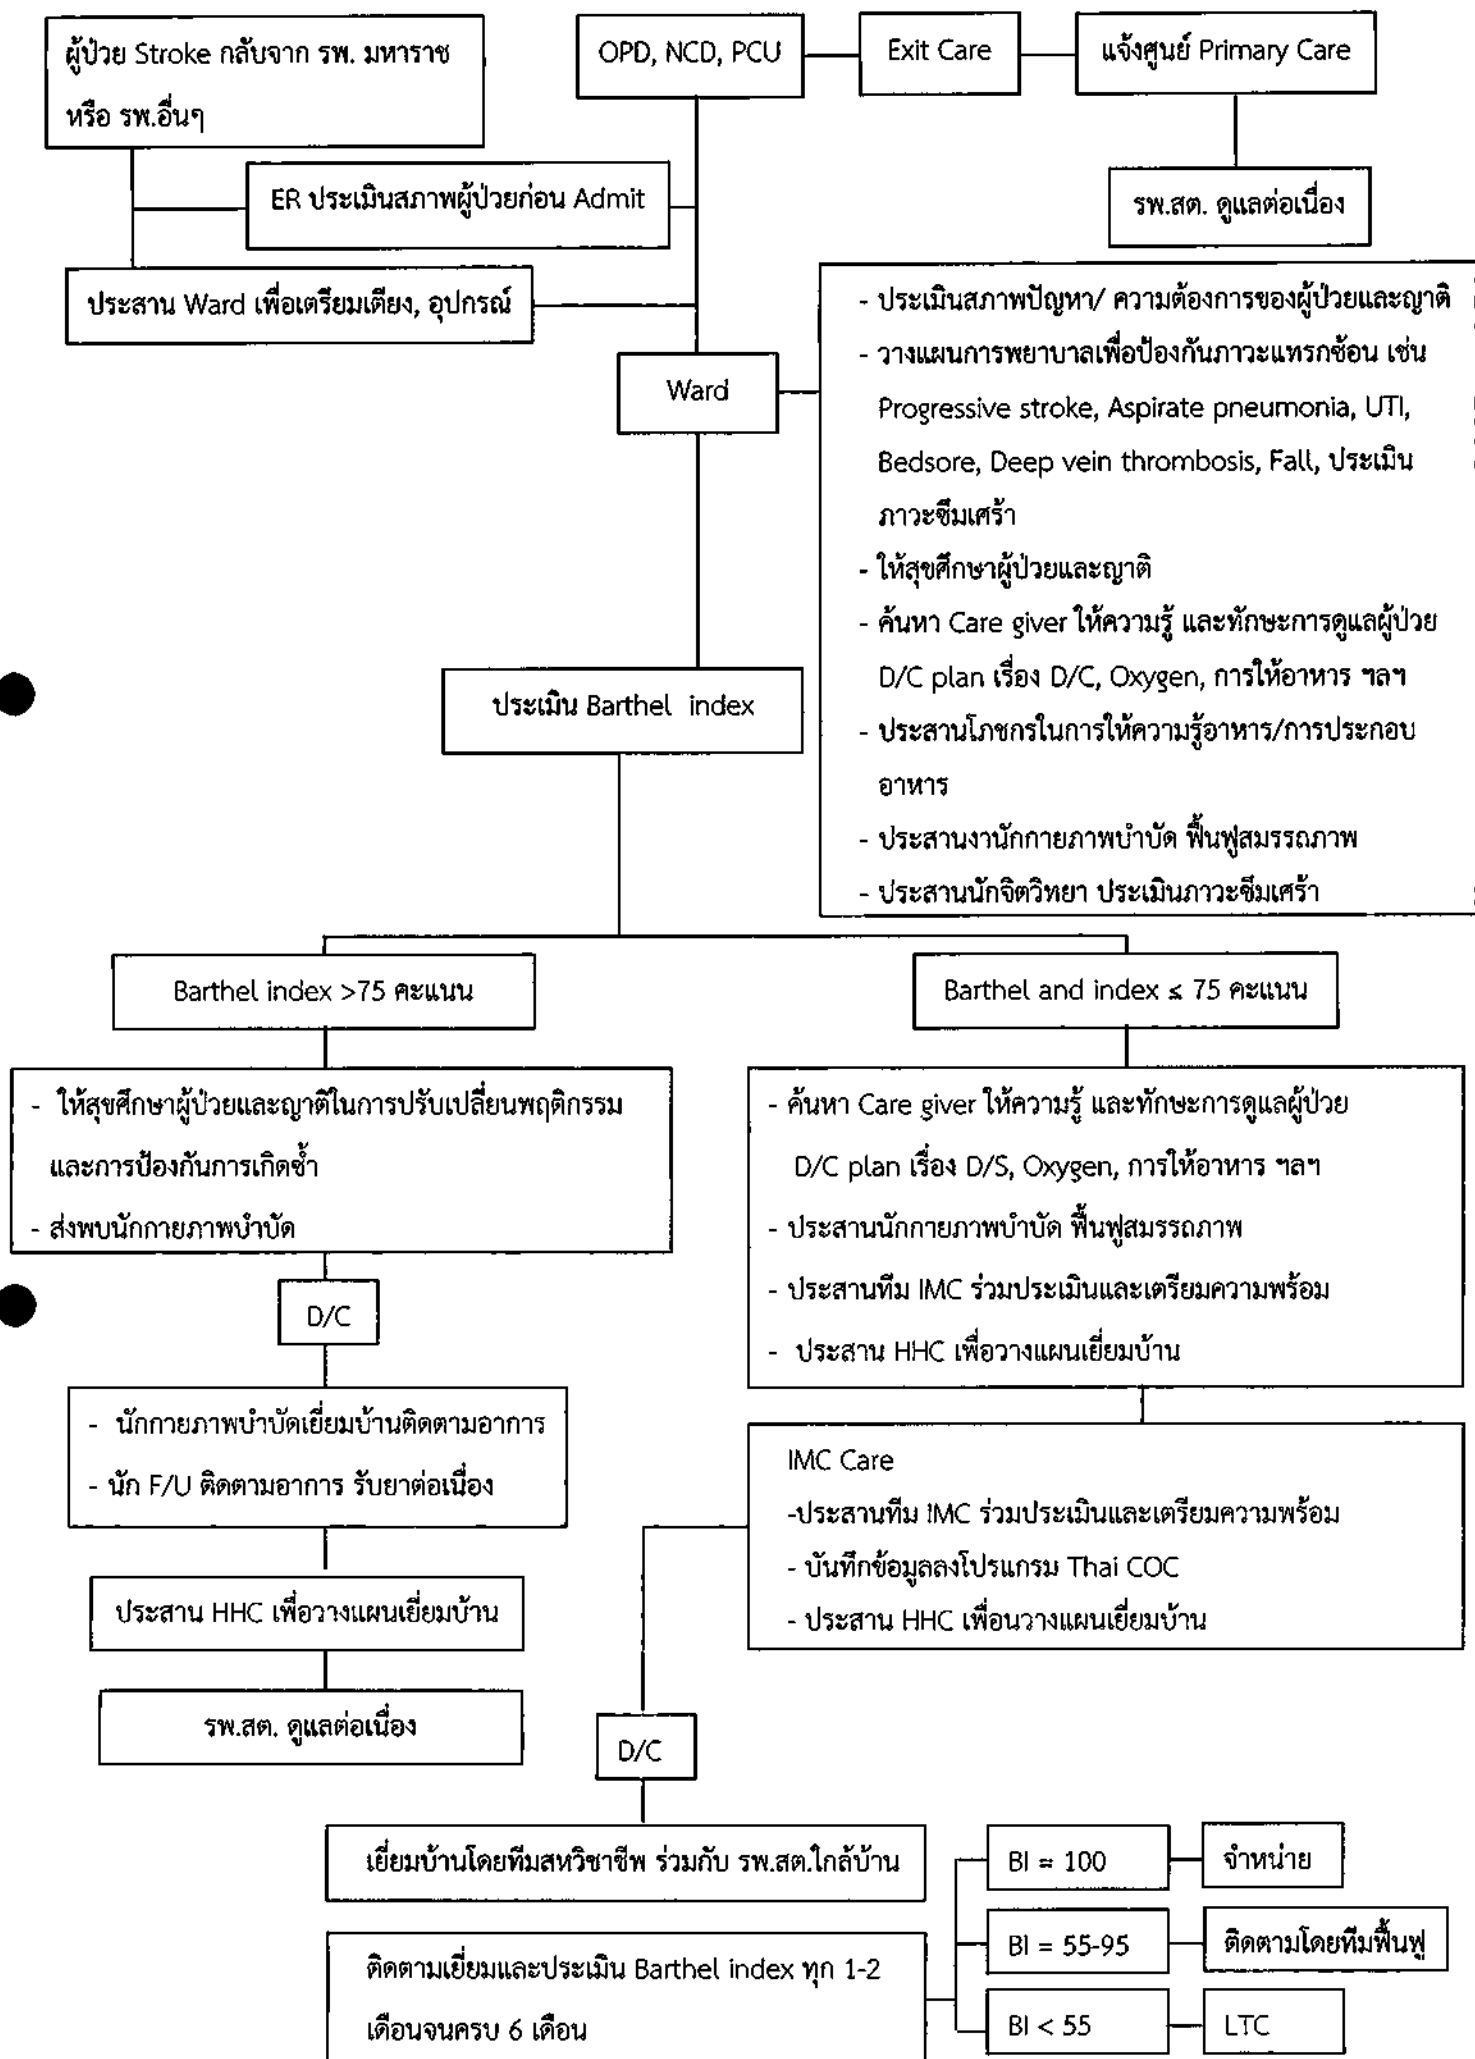 ผู้ป่วย Stroke กลับจาก รพ. มหาราช
หรือ รพ.อื่นๆ
OPD, NCD, PCU
Exit Care
แจ้งศูนย์ Primary Care
ER ประเมินสภาพผู้ป่วยก่อน Admit
รพ.สต. ดูแลต่อเนื่อง
ประสาน Ward เพื่อเตรียมเตียง, อุปกรณ์
Ward
- ประเมินสภาพปัญหา/ ความต้องการของผู้ป่วยและญาติ
- วางแผนการพยาบาลเพื่อป้องกันภาวะแทรกซ้อน เช่น
Progressive stroke, Aspirate pneumonia, UTI,
Bedsore, Deep vein thrombosis, Fall, ประเมิน
ภาวะซึมเศร้า
- ให้สุขศึกษาผู้ป่วยและญาติ
- ค้นหา Care giver ให้ความรู้ และทักษะการดูแลผู้ป่วย
D/C plan เรื่อง D/C, Oxygen, การให้อาหาร ฯลฯ
- ประสานโภชกรในการให้ความรู้อาหาร/การประกอบ
อาหาร
- ประสานงานักกายภาพบำบัด ฟื้นฟูสมรรถภาพ
- ประสานนักจิตวิทยา ประเมินภาวะซึมเศร้า
ประเมิน Barthel index
Barthel index >75 คะแนน
Barthel and index ≤ 75 คะแนน
- ให้สุขศึกษาผู้ป่วยและญาติในการปรับเปลี่ยนพฤติกรรม
และการป้องกันการเกิดซ้ำ
- ส่งพบนักกายภาพบำบัด
- ค้นหา Care giver ให้ความรู้ และทักษะการดูแลผู้ป่วย
D/C plan เรื่อง D/S, Oxygen, การให้อาหาร ฯลฯ
- ประสานนักกายภาพบำบัด ฟื้นฟูสมรรถภาพ
- ประสานทีม IMC ร่วมประเมินและเตรียมความพร้อม
- ประสาน HHC เพื่อวางแผนเยี่ยมบ้าน
D/C
- นักกายภาพบำบัดเยี่ยมบ้านติดตามอาการ
- นัก F/U ติดตามอาการ รับยาต่อเนื่อง
IMC Care
-ประสานทีม IMC ร่วมประเมินและเตรียมความพร้อม
- บันทึกข้อมูลลงโปรแกรม Thai COC
- ประสาน HHC เพื่อนวางแผนเยี่ยมบ้าน
ประสาน HHC เพื่อวางแผนเยี่ยมบ้าน
รพ.สต. ดูแลต่อเนื่อง
D/C
เยี่ยมบ้านโดยทีมสหวิชาชีพ ร่วมกับ รพ.สต.ใกล้บ้าน
BI = 100
จำหน่าย
ติดตามเยี่ยมและประเมิน Barthel index ทุก 1-2
เดือนจนครบ 6 เดือน
BI = 55-95
ติดตามโดยทีมฟื้นฟู
BI < 55
LTC